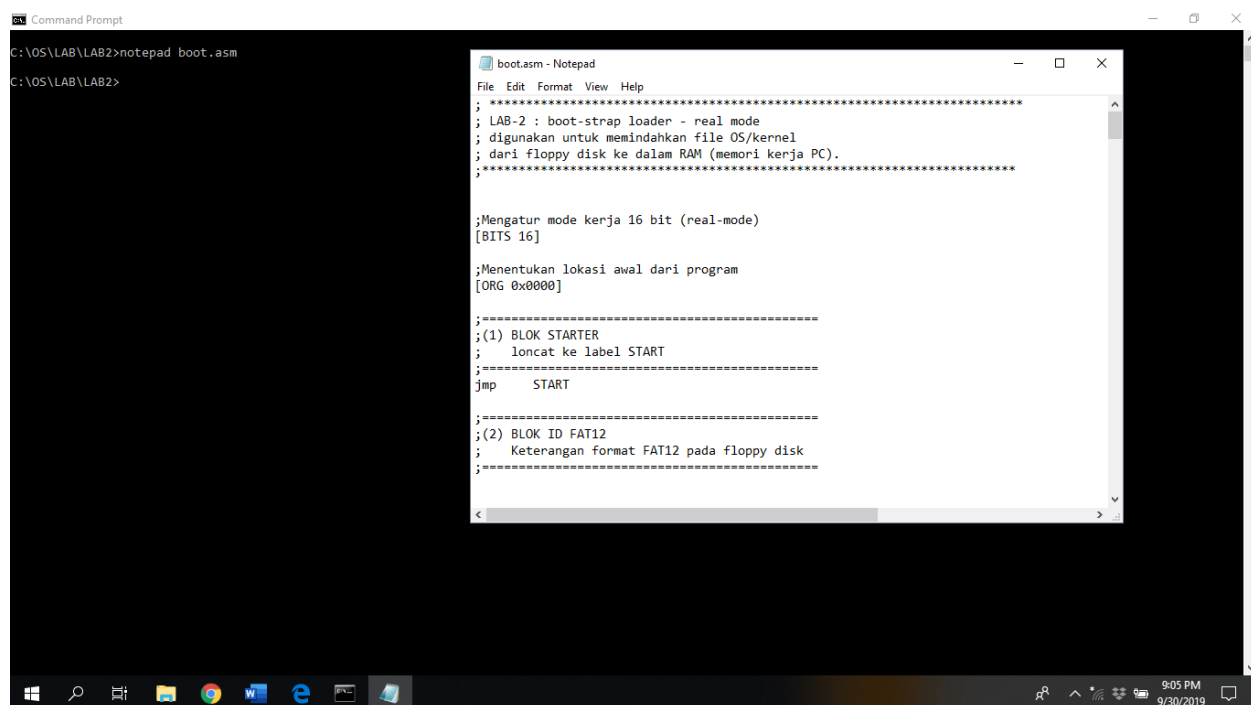 Command Prompt
C:\OS\LAB\LAB2>notepad boot.asm
C:\OS\LAB\LAB2>
boot.asm - Notepad
File Edit Format View Help
; *************************************************************************
; LAB-2 : boot-strap loader - real mode
; digunakan untuk memindahkan file OS/kernel
; dari floppy disk ke dalam RAM (memori kerja PC).
;*************************************************************************
;Mengatur mode kerja 16 bit (real-mode)
[BITS 16]
;Menentukan lokasi awal dari program
[ORG 0x0000]
;==============================================
;(1) BLOK STARTER
; loncat ke label START
;==============================================
jmp START
;==============================================
;(2) BLOK ID FAT12
; Keterangan format FAT12 pada floppy disk
;==============================================
9:05 PM
9/30/2019